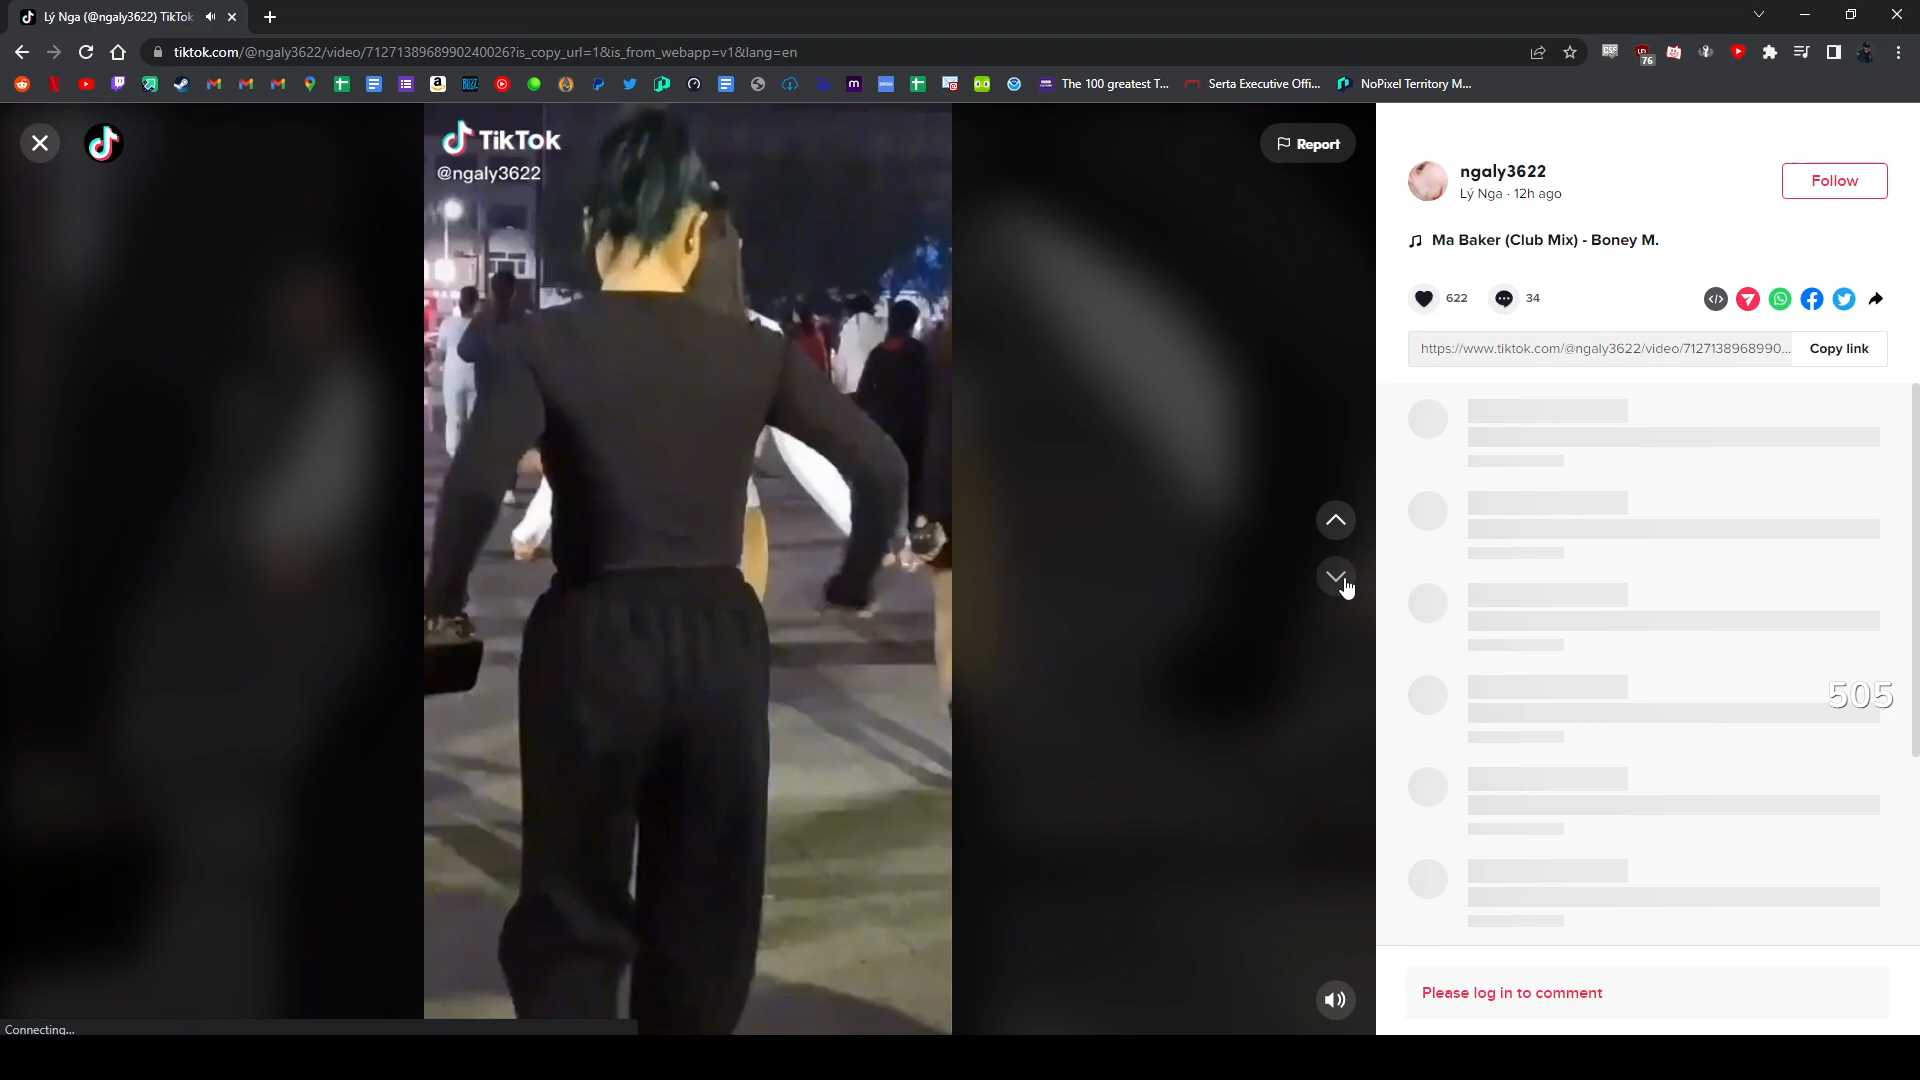 Lý Nga (@ngaly3622) TikTok
tiktok.com/@ngaly3622/video/7127138968990240026?is_copy_url=1&is_from_webapp=v1&lang=en
76
The 100 greatest T...
Serta Executive Offi...
NoPixel Territory M...
TikTok
@ngaly3622
Report
ngaly3622
Lý Nga · 12h ago
Follow
Ma Baker (Club Mix) - Boney M.
622
34
https://www.tiktok.com/@ngaly3622/video/7127138968990...
Copy link
505
Please log in to comment
Connecting...